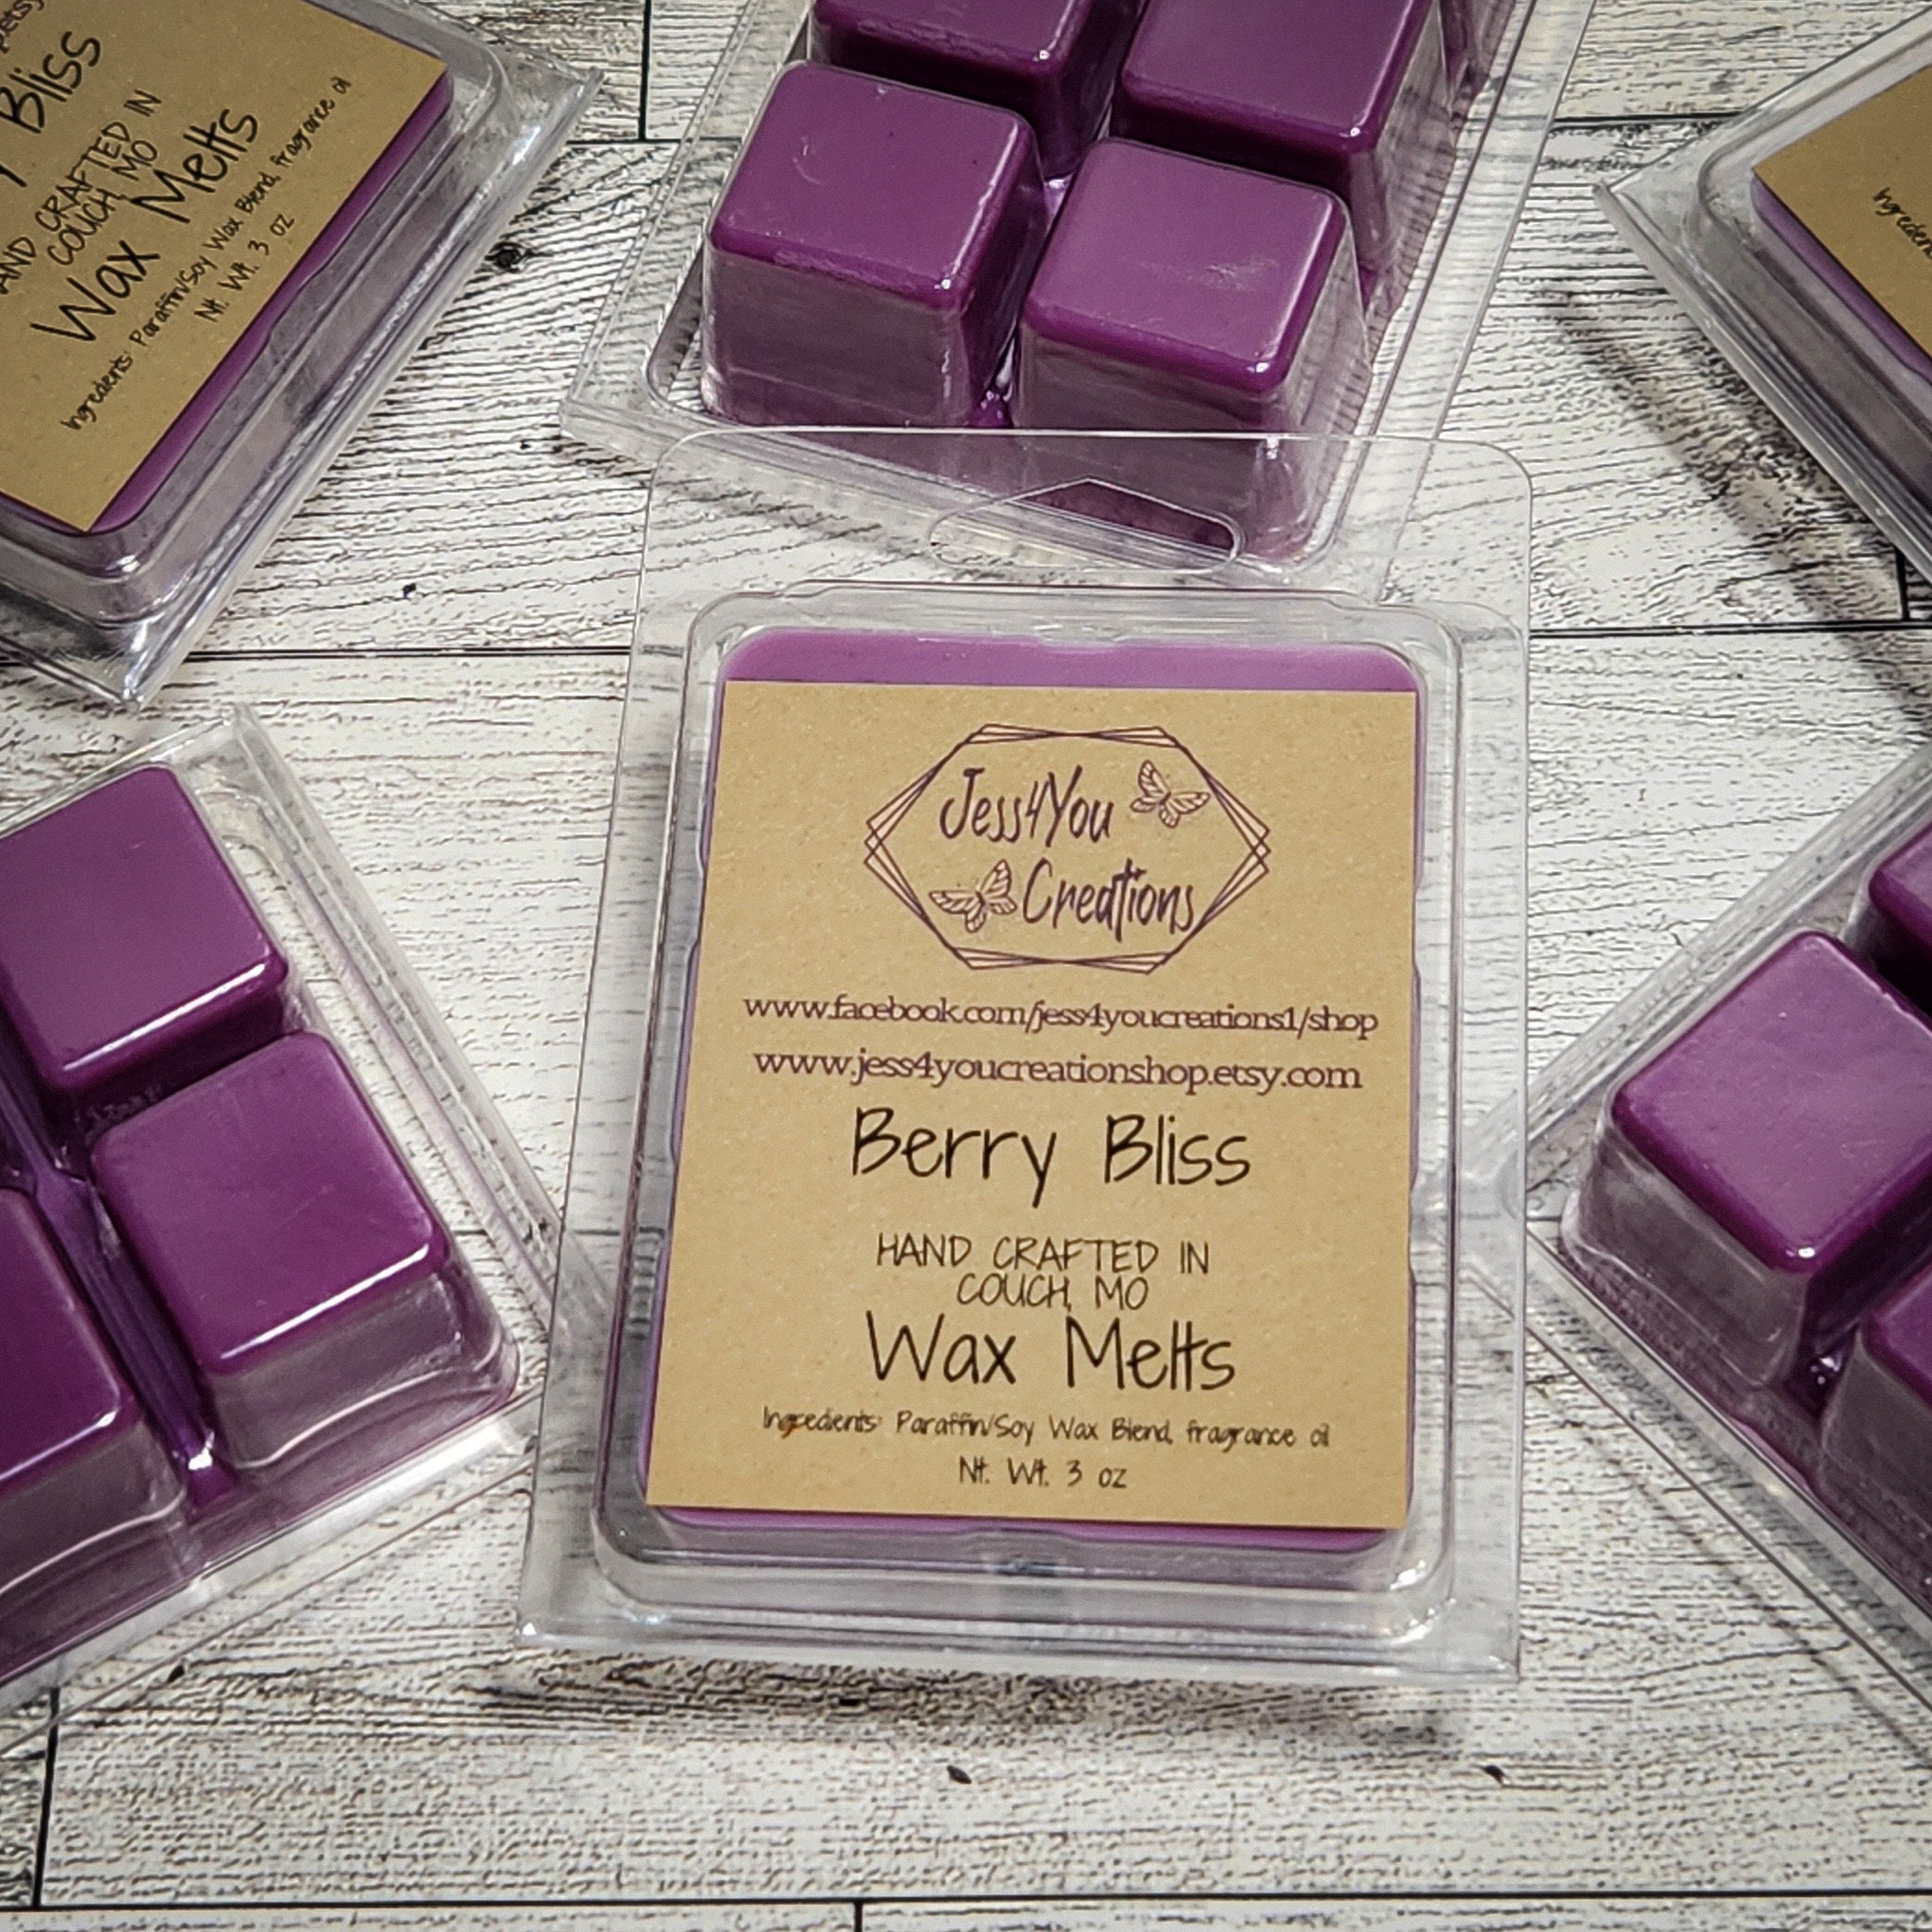 Bliss
HAND CRAFTED IN
COUCH, MO
Wax Melts
Ingredients: Paraffin/Soy Wax Blend, fragrance oil
Nt. Wt. 3 oz
Jess4You
Creations
www.facebook.com/jess4youcreations1/shop
www.jess4youcreationshop.etsy.com
Berry Bliss
HAND CRAFTED IN
COUCH, MO
Wax Melts
Ingredients: Paraffin/Soy Wax Blend, fragrance oil
Nt. Wt. 3 oz